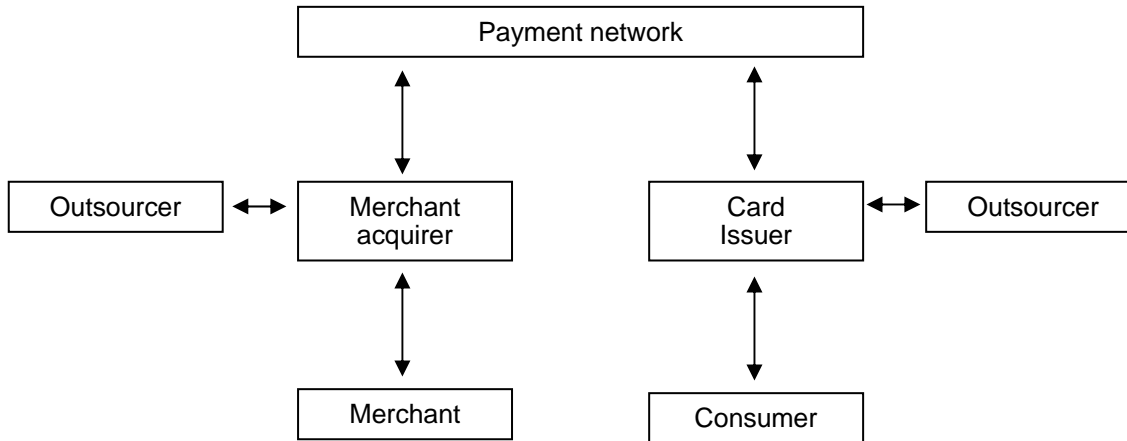 Payment network
Outsourcer
Merchant
acquirer
Card
Issuer
Outsourcer
Merchant
Consumer